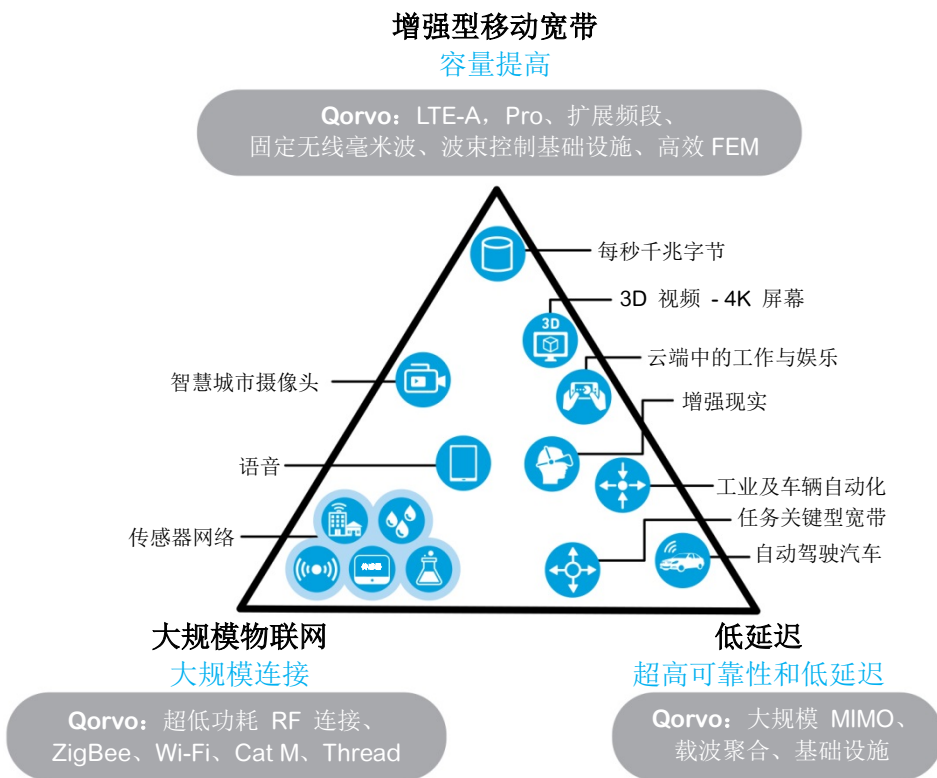 增强型移动宽带
容量提高
Qorvo：LTE-A，Pro、扩展频段、
固定无线毫米波、波束控制基础设施、高效 FEM
每秒千兆字节
3D 视频 - 4K 屏幕
3D
云端中的工作与娱乐
智慧城市摄像头
增强现实
语音
工业及车辆自动化
任务关键型宽带
传感器网络
自动驾驶汽车
传感器
大规模物联网
大规模连接
Qorvo：超低功耗 RF 连接、
ZigBee、Wi-Fi、Cat M、Thread
低延迟
超高可靠性和低延迟
Qorvo：大规模 MIMO、
载波聚合、基础设施